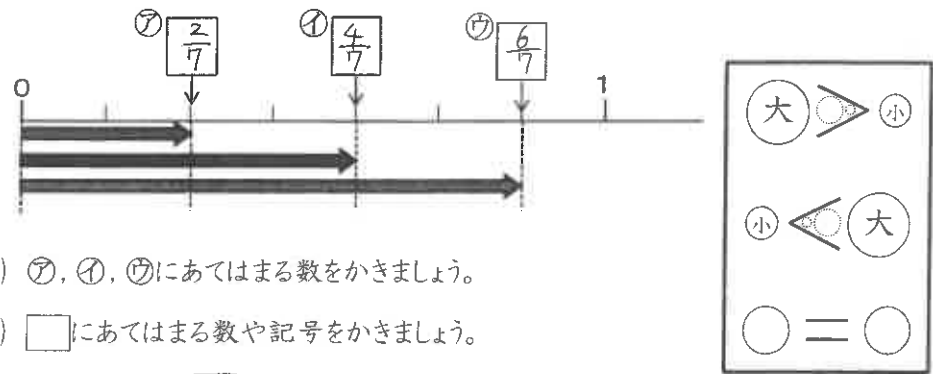 ㋐ 2/7 ㋑ 4/7 ㋒ 6/7
0 1
大 > 小
小 < 大
=
) ㋐, ㋑, ㋒にあてはまる数をかきましょう。
) □にあてはまる数や記号をかきましょう。